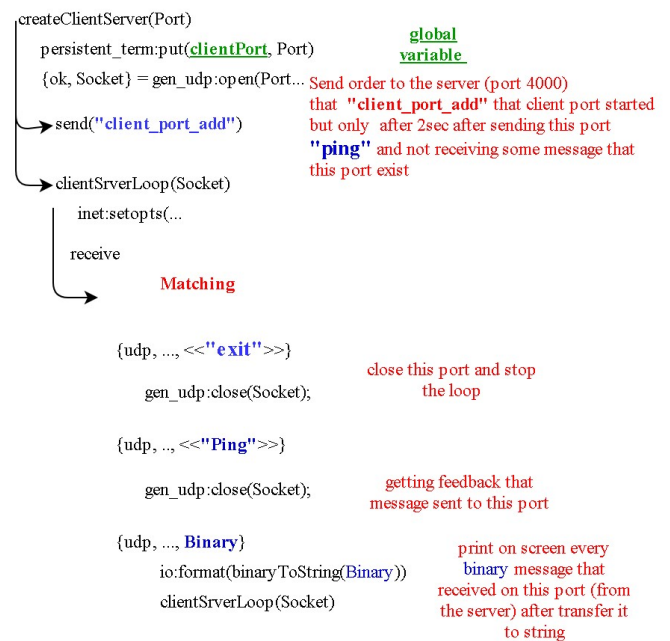 createClientServer(Port)
persistent_term:put(clientPort, Port)
global
variable
{ok, Socket} = gen_udp:open(Port...
Send order to the server (port 4000)
that "client_port_add" that client port started
but only after 2sec after sending this port
"ping" and not receiving some message that
this port exist
send("client_port_add")
clientSrverLoop(Socket)
inet:setopts(...
receive
Matching
{udp, ..., <<"exit">>}
gen_udp:close(Socket);
close this port and stop
the loop
{udp, .., <<"Ping">>}
gen_udp:close(Socket);
getting feedback that
message sent to this port
{udp, ..., Binary}
io:format(binaryToString(Binary))
clientSrverLoop(Socket)
print on screen every
binary message that
received on this port (from
the server) after transfer it
to string